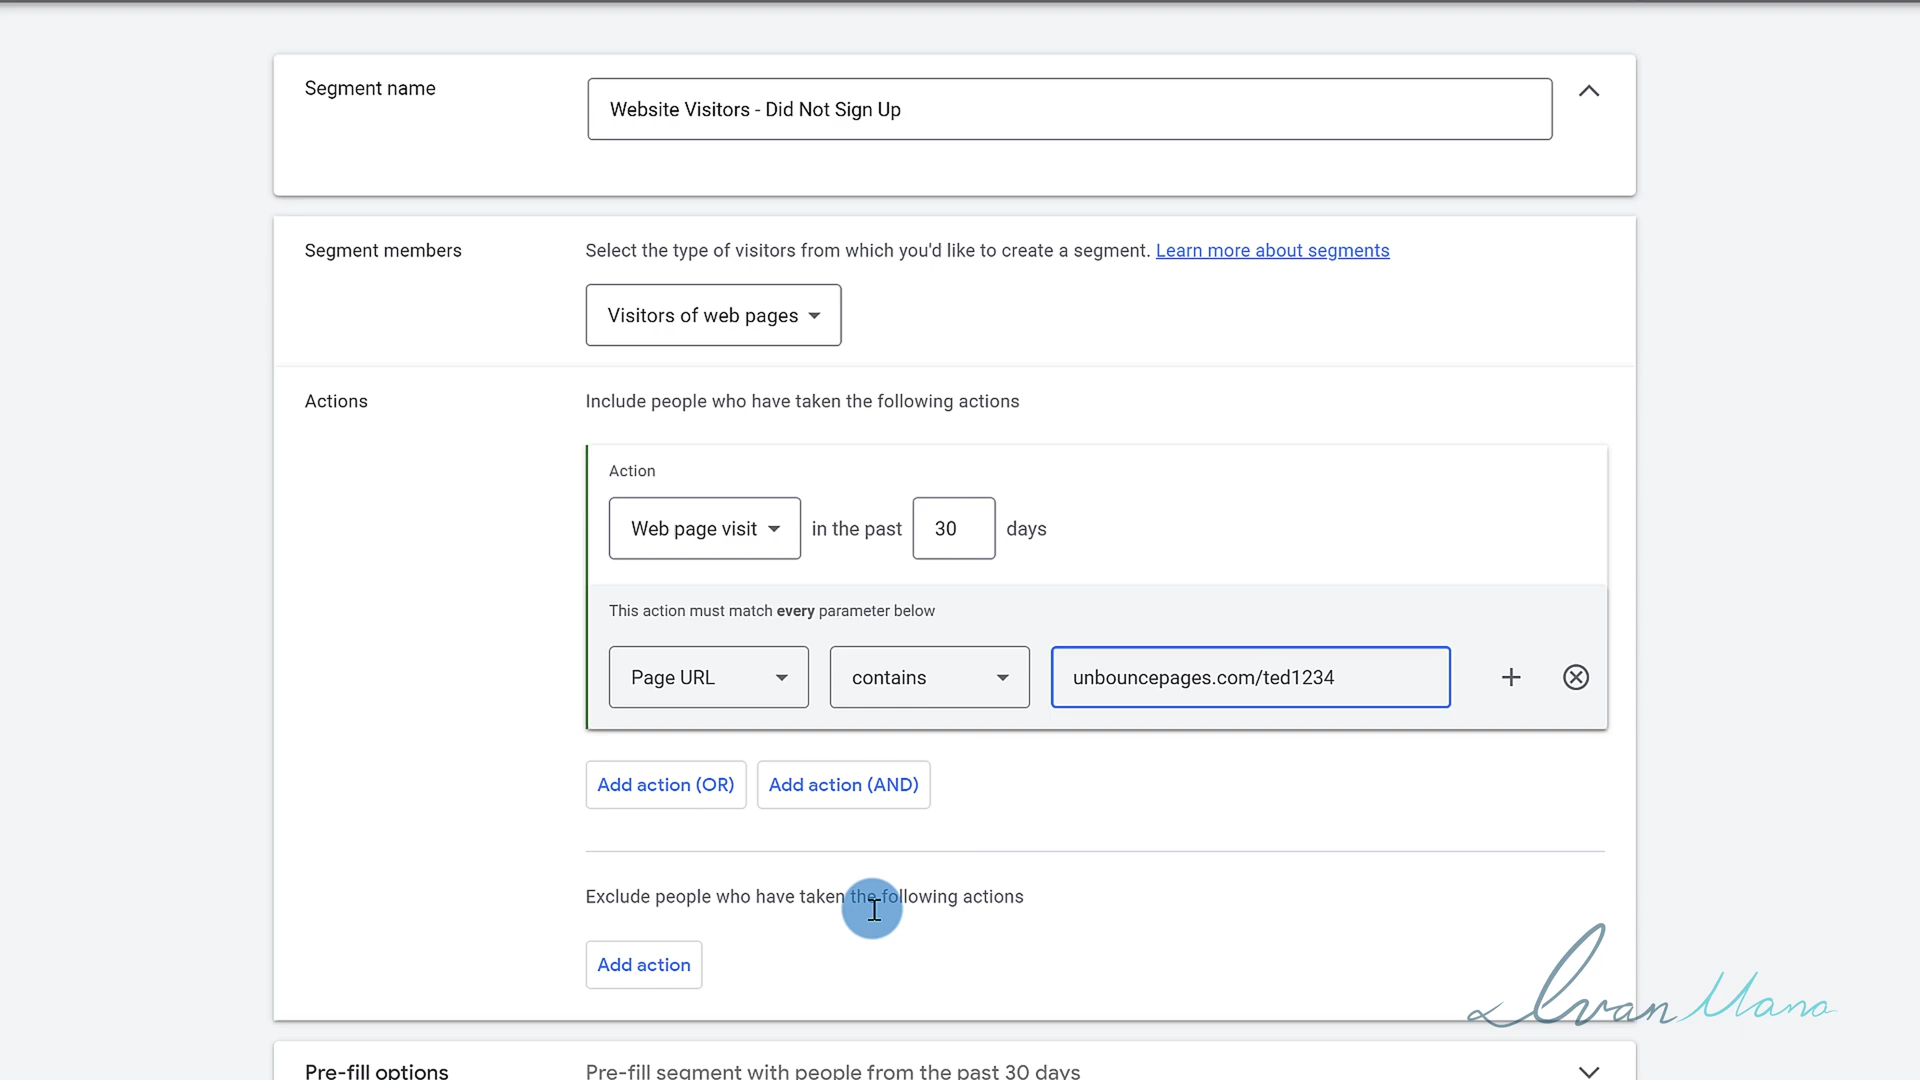 Segment name
Website Visitors - Did Not Sign Up
Segment members
Select the type of visitors from which you'd like to create a segment. Learn more about segments
Visitors of web pages
Actions
Include people who have taken the following actions
Action
Web page visit in the past 30 days
This action must match every parameter below
Page URL contains unbouncepages.com/ted1234
Add action (OR) Add action (AND)
Exclude people who have taken the following actions
Add action
Ivan Mana
Pre-fill options Pre-fill segment with people from the past 30 days